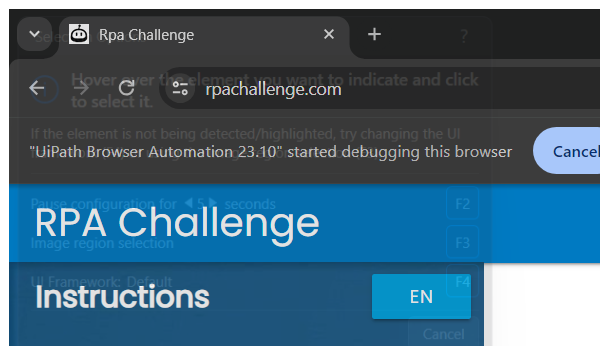 Rpa Challenge
Select
?
Hover over the element you want to indicate and click
to select it.
rpachallenge.com
If the element is not being detected/highlighted, try changing the UI
"UiPath Browser Automation 23.10" started debugging this browser
Cancel
Pause configuration for 5 seconds
F2
RPA Challenge
Image region selection
F3
UI Framework: Default
F4
Instructions
EN
Cancel